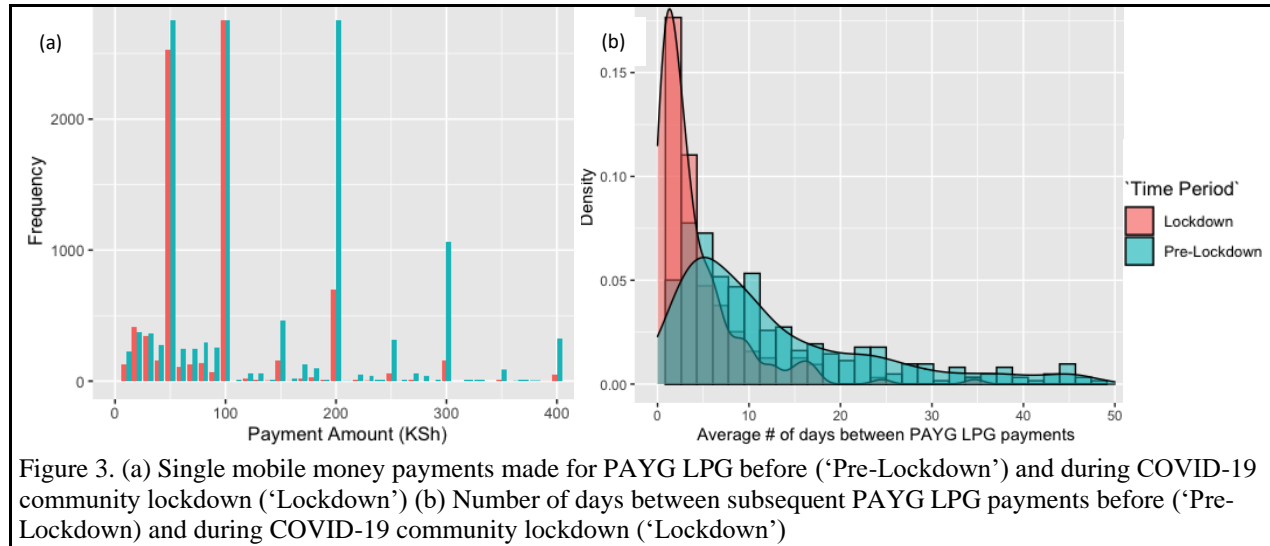 (a)
2000
1000
0
Frequency
0
100
200
300
400
Payment Amount (KSh)
(b)
0.15
0.10
0.05
0.00
Density
0
10
20
30
40
50
Average # of days between PAYG LPG payments
`Time Period`
Lockdown
Pre-Lockdown
Figure 3. (a) Single mobile money payments made for PAYG LPG before (‘Pre-Lockdown’) and during COVID-19
community lockdown (‘Lockdown’) (b) Number of days between subsequent PAYG LPG payments before (‘Pre-
Lockdown) and during COVID-19 community lockdown (‘Lockdown’)